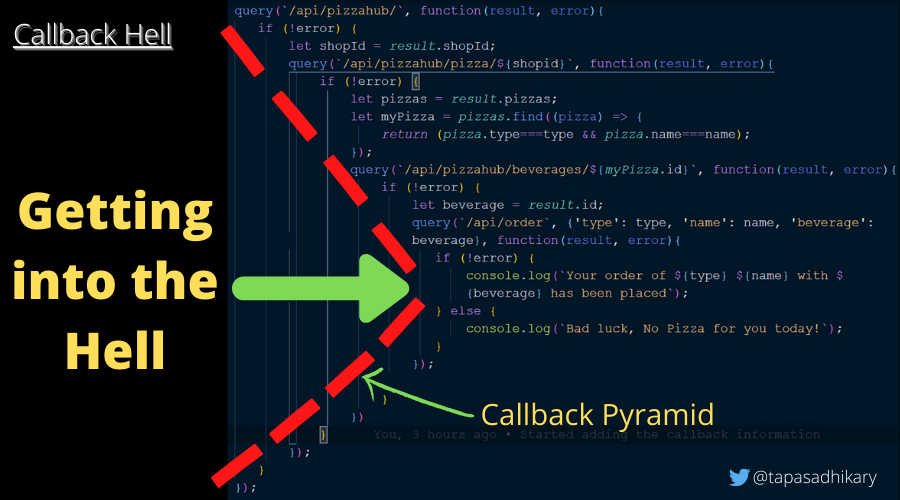 Callback Hell
Getting
into the
Hell
query(`/api/pizzahub/`, function(result, error){
if (!error) {
let shopId = result.shopId;
query(`/api/pizzahub/pizza/${shopid}`, function(result, error){
if (!error) {
let pizzas = result.pizzas;
let myPizza = pizzas.find((pizza) => {
return (pizza.type===type && pizza.name===name);
});
query(`/api/pizzahub/beverages/${myPizza.id}`, function(result, error){
if (!error) {
let beverage = result.id;
query(`/api/order`, {'type': type, 'name': name, 'beverage':
beverage}, function(result, error){
if (!error) {
console.log(`Your order of ${type} ${name} with $
{beverage} has been placed`);
} else {
console.log(`Bad luck, No Pizza for you today!`);
}
});
}
})
}
You, 3 hours ago • Started adding the callback information
});
}
});
Callback Pyramid
@tapasadhikary